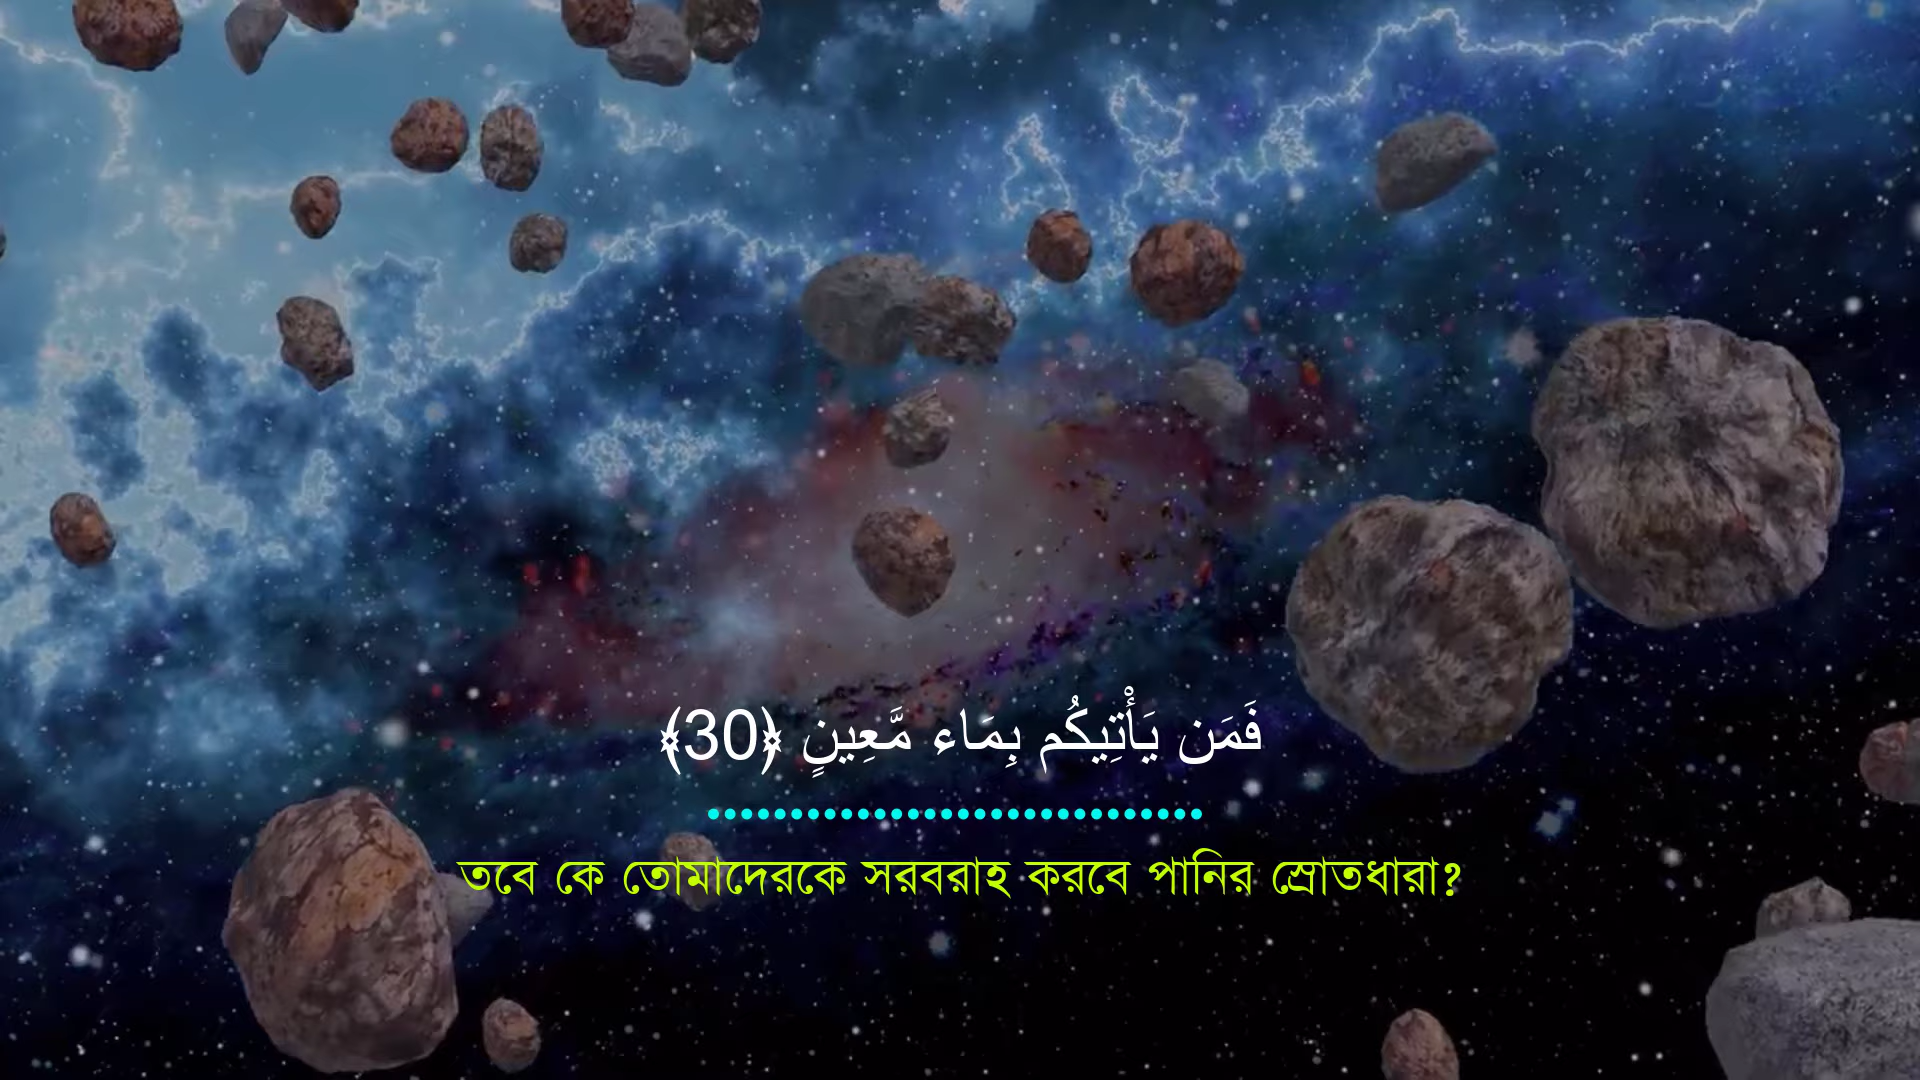 فَمَن يَأْتِيكُم بِمَاء مَّعِينٍ ﴿30﴾
তবে কে তোমাদেরকে সরবরাহ করবে পানির স্রোতধারা?